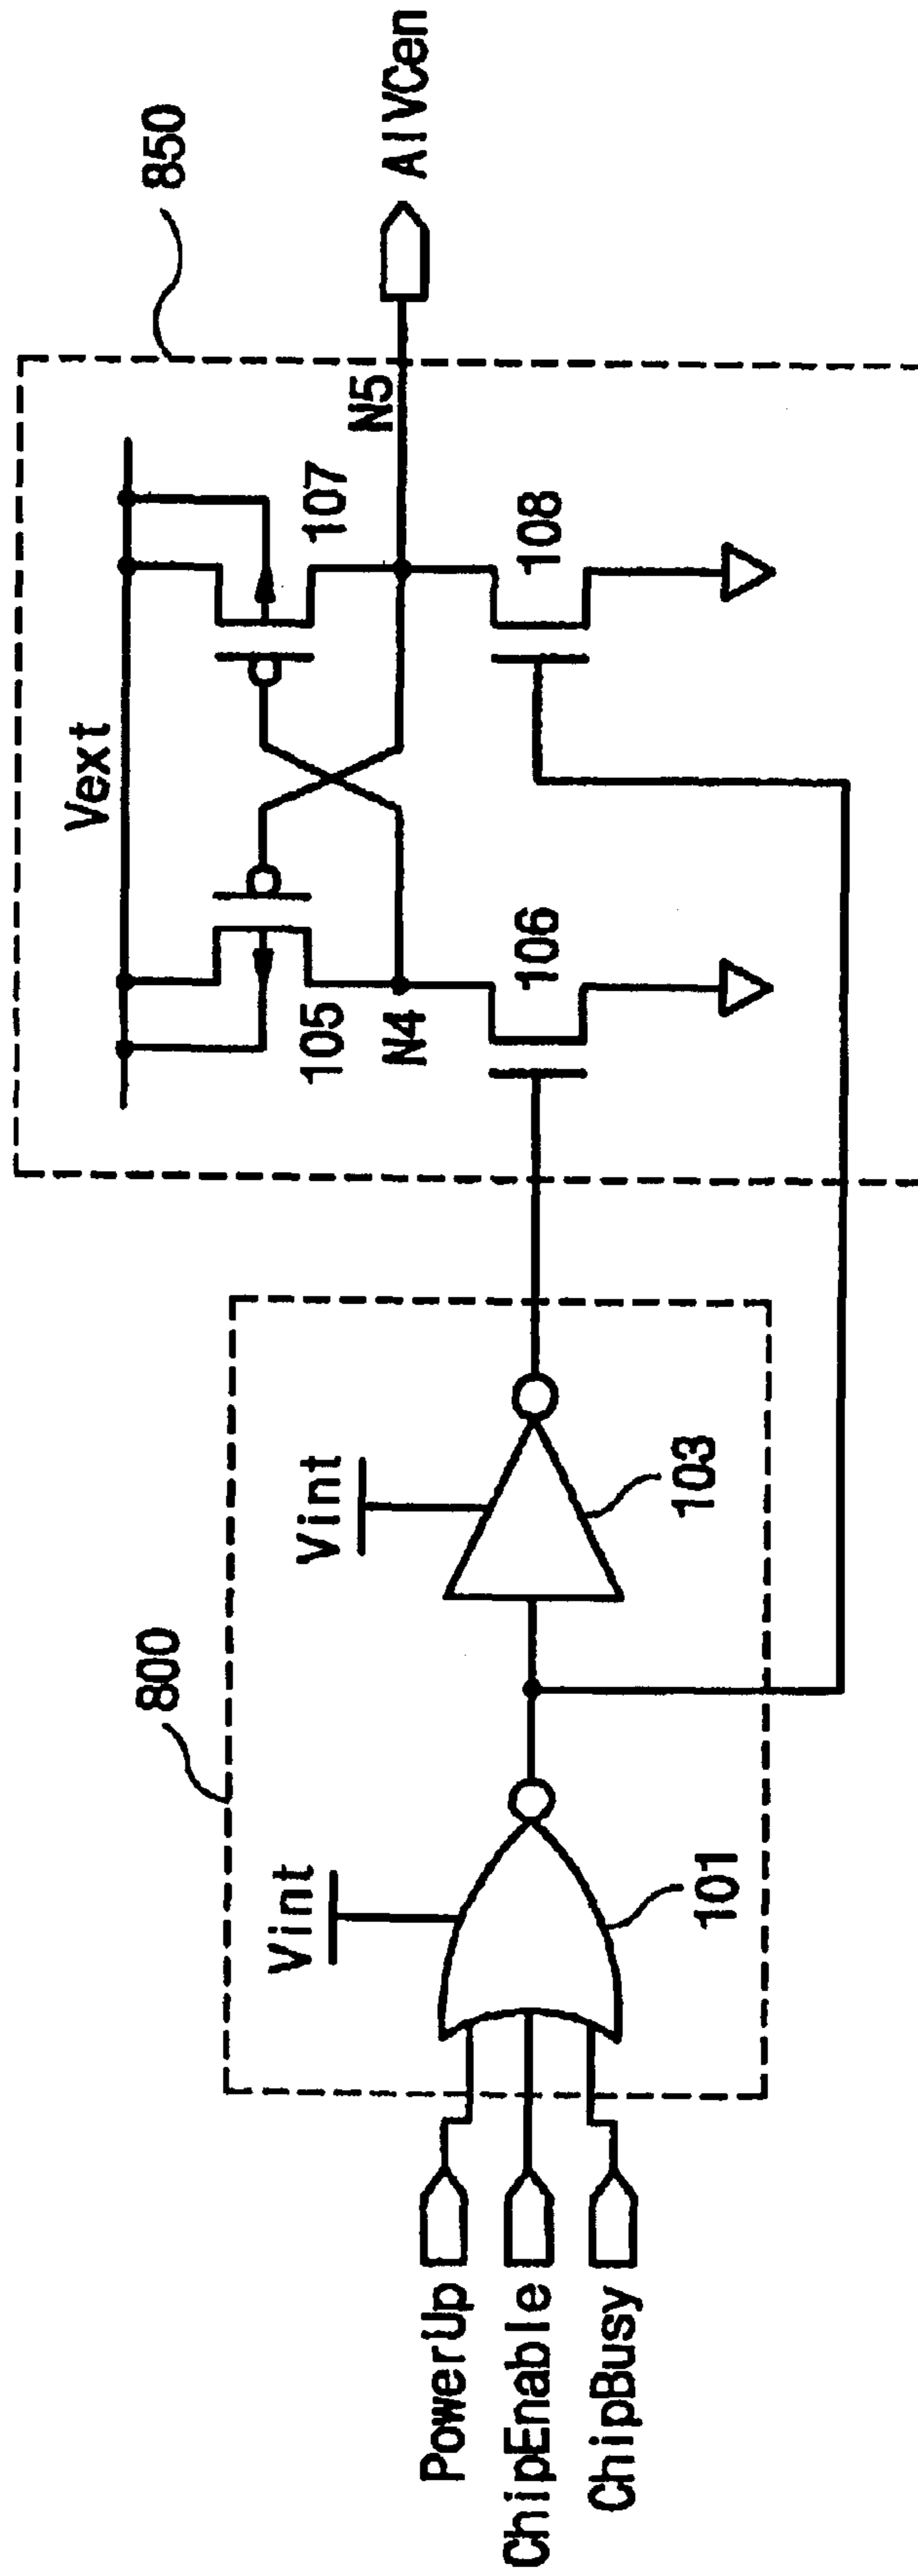 850
Vext
107
N5
AIVCen
105
N4
106
108
800
Vint
Vint
103
101
PowerUp
ChipEnable
ChipBusy